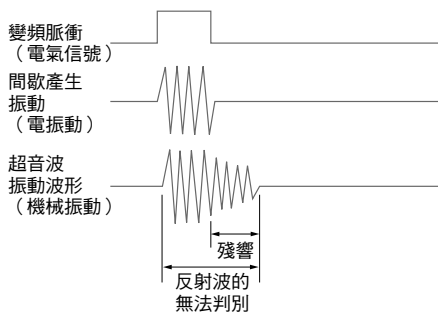 變頻脈衝
（電氣信號）
間歇產生
振動
（電振動）
超音波
振動波形
（機械振動）
殘響
反射波的
無法判別